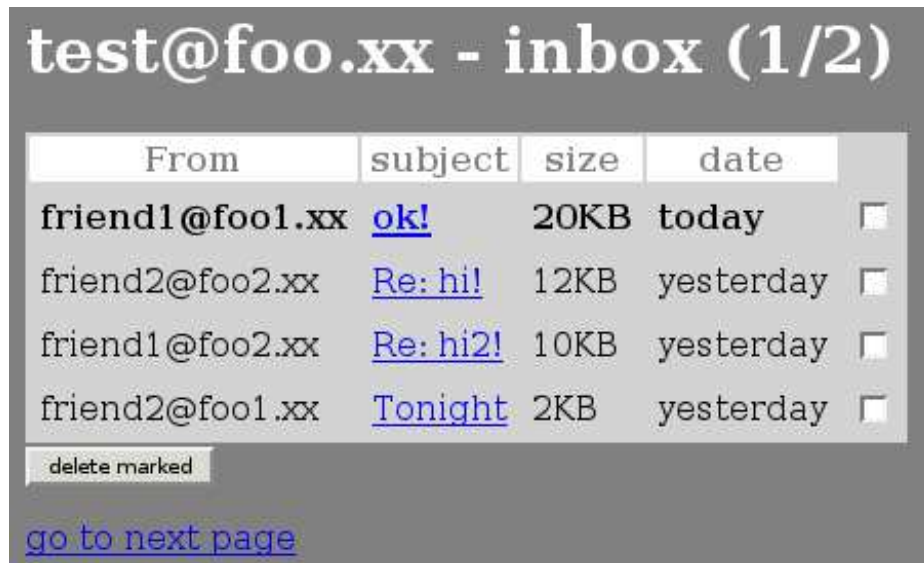 test@foo.xx - inbox (1/2)
From subject size date
friend1@foo1.xx ok! 20KB today
friend2@foo2.xx Re: hi! 12KB yesterday
friend1@foo2.xx Re: hi2! 10KB yesterday
friend2@foo1.xx Tonight 2KB yesterday
delete marked
go to next page